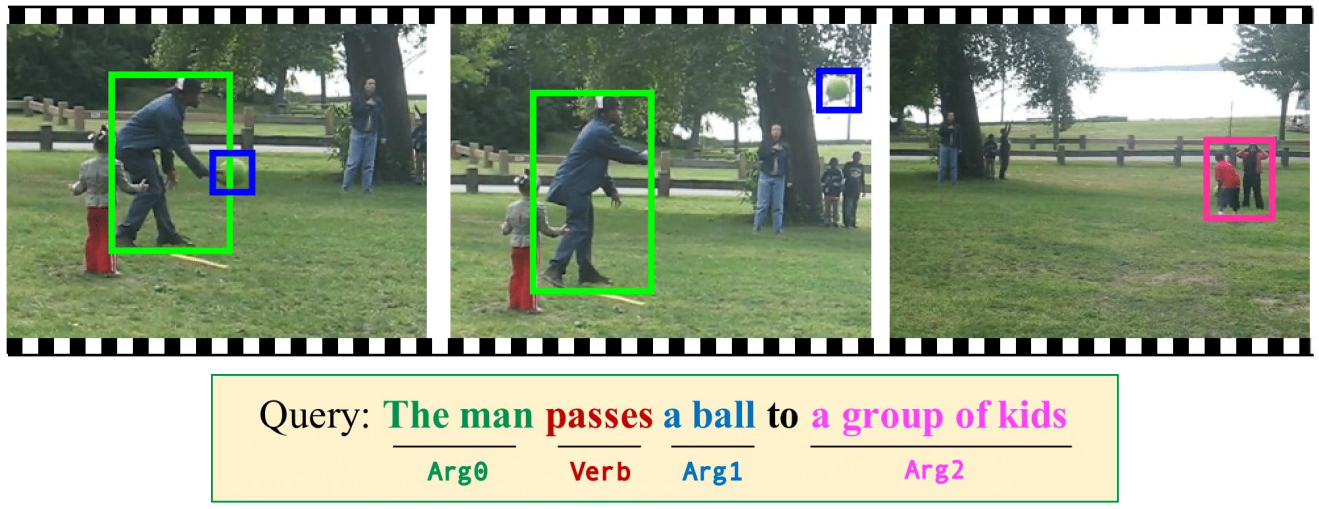 Query: The man passes a ball to a group of kids
Arg0 Verb Arg1 Arg2